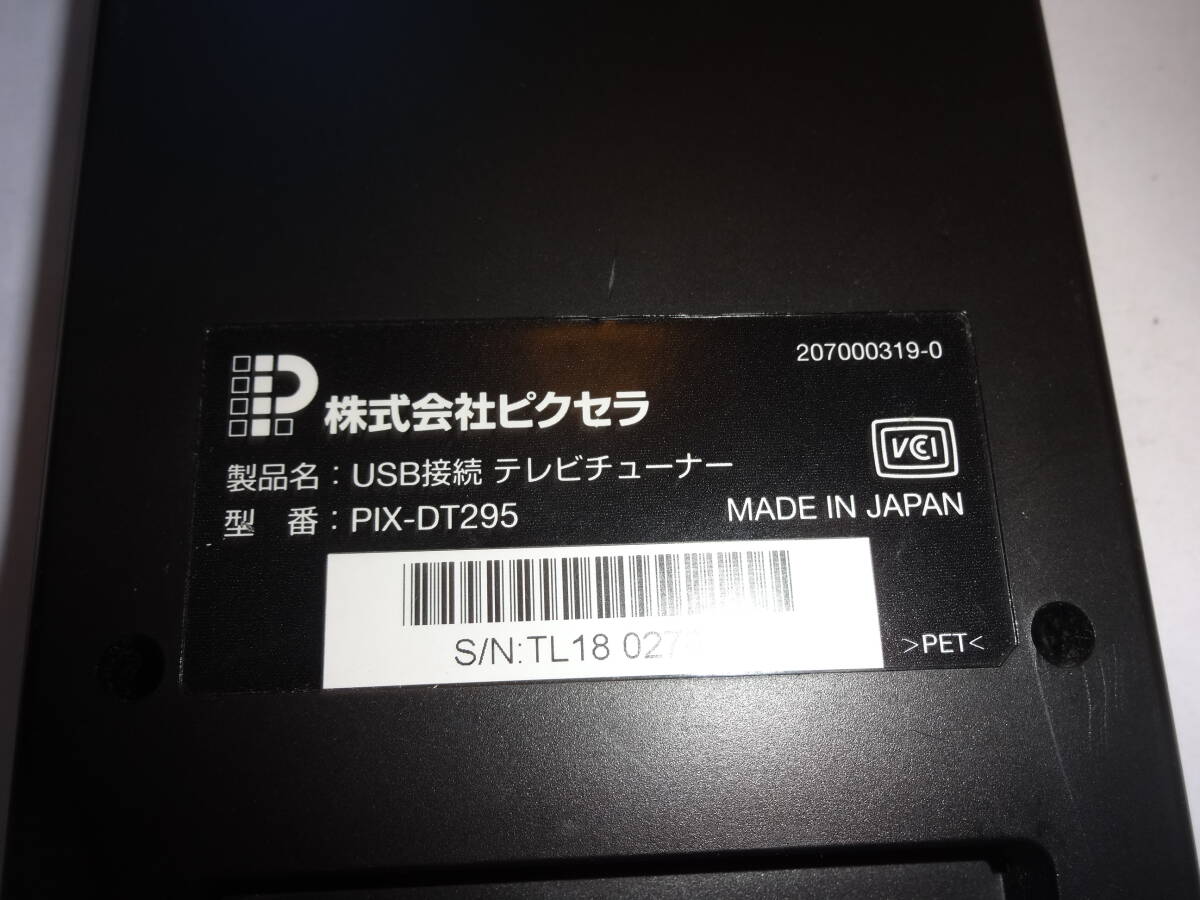 207000319-0
株式会社ピクセラ
VCCI
製品名：USB接続 テレビチューナー
型　番：PIX-DT295
MADE IN JAPAN
S/N:TL18
>PET<